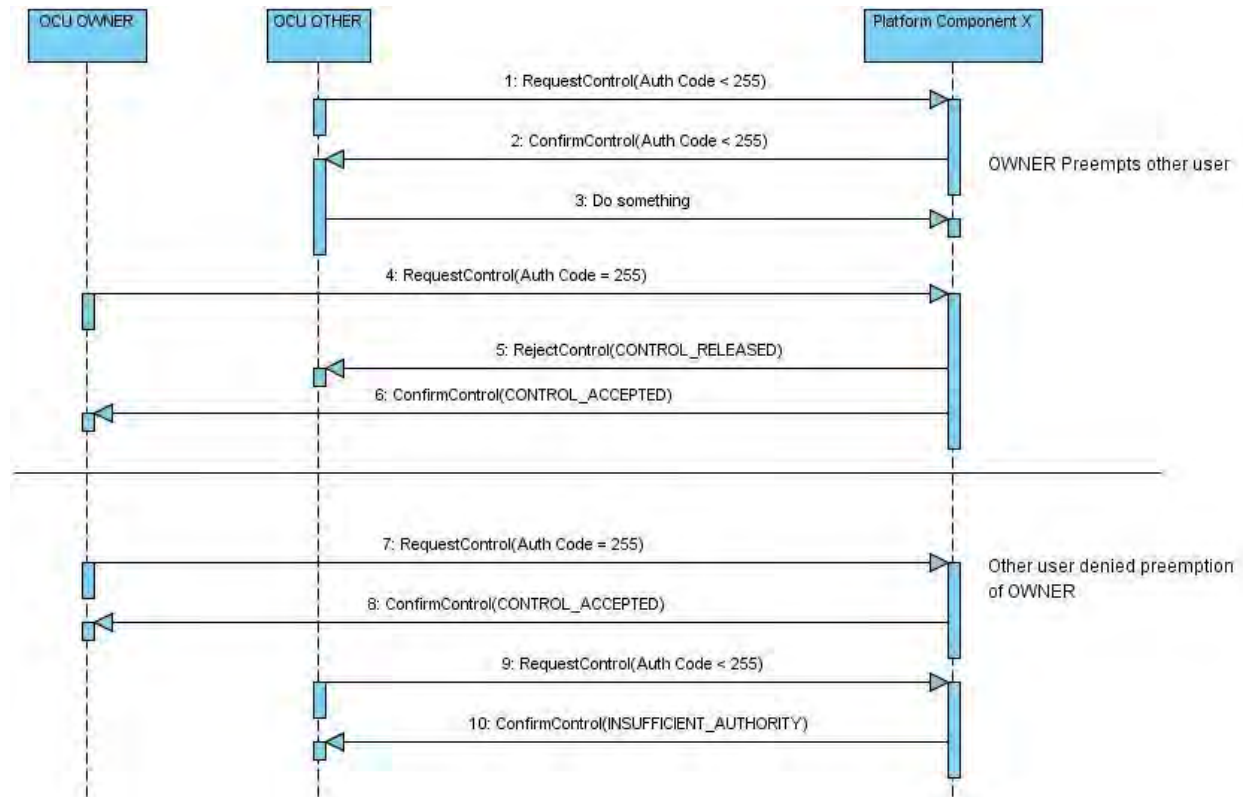 OCU OWNER
OCU OTHER
Platform Component X
1: RequestControl(Auth Code < 255)
2: ConfirmControl(Auth Code < 255)
OWNER Preempts other user
3: Do something
4: RequestControl(Auth Code = 255)
5: RejectControl(CONTROL_RELEASED)
6: ConfirmControl(CONTROL_ACCEPTED)
7: RequestControl(Auth Code = 255)
Other user denied preemption
of OWNER
8: ConfirmControl(CONTROL_ACCEPTED)
9: RequestControl(Auth Code < 255)
10: ConfirmControl(INSUFFICIENT_AUTHORITY)